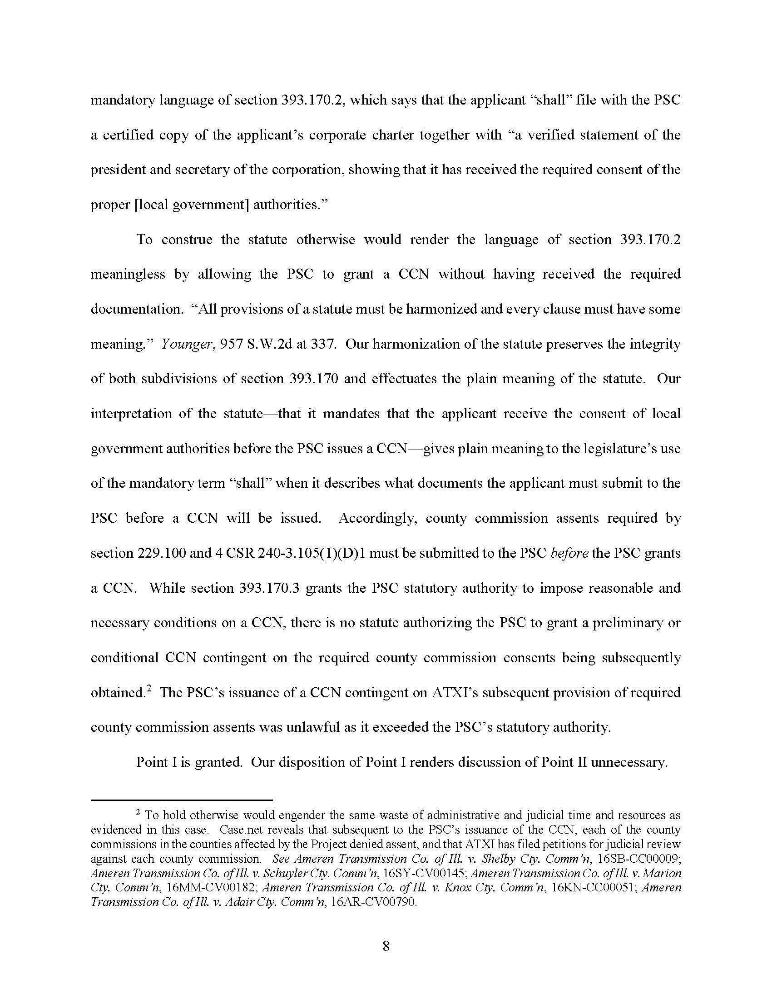 mandatory language of section 393.170.2, which says that the applicant “shall” file with the PSC
a certified copy of the applicant’s corporate charter together with “a verified statement of the
president and secretary of the corporation, showing that it has received the required consent of the
proper [local government] authorities.”
To construe the statute otherwise would render the language of section 393.170.2
meaningless by allowing the PSC to grant a CCN without having received the required
documentation. “All provisions of a statute must be harmonized and every clause must have some
meaning.” Younger, 957 S.W.2d at 337. Our harmonization of the statute preserves the integrity
of both subdivisions of section 393.170 and effectuates the plain meaning of the statute. Our
interpretation of the statute—that it mandates that the applicant receive the consent of local
government authorities before the PSC issues a CCN—gives plain meaning to the legislature’s use
of the mandatory term “shall” when it describes what documents the applicant must submit to the
PSC before a CCN will be issued. Accordingly, county commission assents required by
section 229.100 and 4 CSR 240-3.105(1)(D)1 must be submitted to the PSC before the PSC grants
a CCN. While section 393.170.3 grants the PSC statutory authority to impose reasonable and
necessary conditions on a CCN, there is no statute authorizing the PSC to grant a preliminary or
conditional CCN contingent on the required county commission consents being subsequently
obtained.2 The PSC’s issuance of a CCN contingent on ATXI’s subsequent provision of required
county commission assents was unlawful as it exceeded the PSC’s statutory authority.
Point I is granted. Our disposition of Point I renders discussion of Point II unnecessary.
2 To hold otherwise would engender the same waste of administrative and judicial time and resources as
evidenced in this case. Case.net reveals that subsequent to the PSC’s issuance of the CCN, each of the county
commissions in the counties affected by the Project denied assent, and that ATXI has filed petitions for judicial review
against each county commission. See Ameren Transmission Co. of Ill. v. Shelby Cty. Comm’n, 16SB-CC00009;
Ameren Transmission Co. of Ill. v. Schuyler Cty. Comm’n, 16SY-CV00145; Ameren Transmission Co. of Ill. v. Marion
Cty. Comm’n, 16MM-CV00182; Ameren Transmission Co. of Ill. v. Knox Cty. Comm’n, 16KN-CC00051; Ameren
Transmission Co. of Ill. v. Adair Cty. Comm’n, 16AR-CV00790.
8